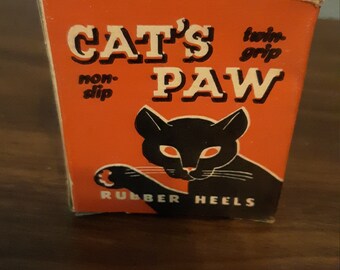 CAT'S twin-
grip
non-
slip PAW
RUBBER HEELS